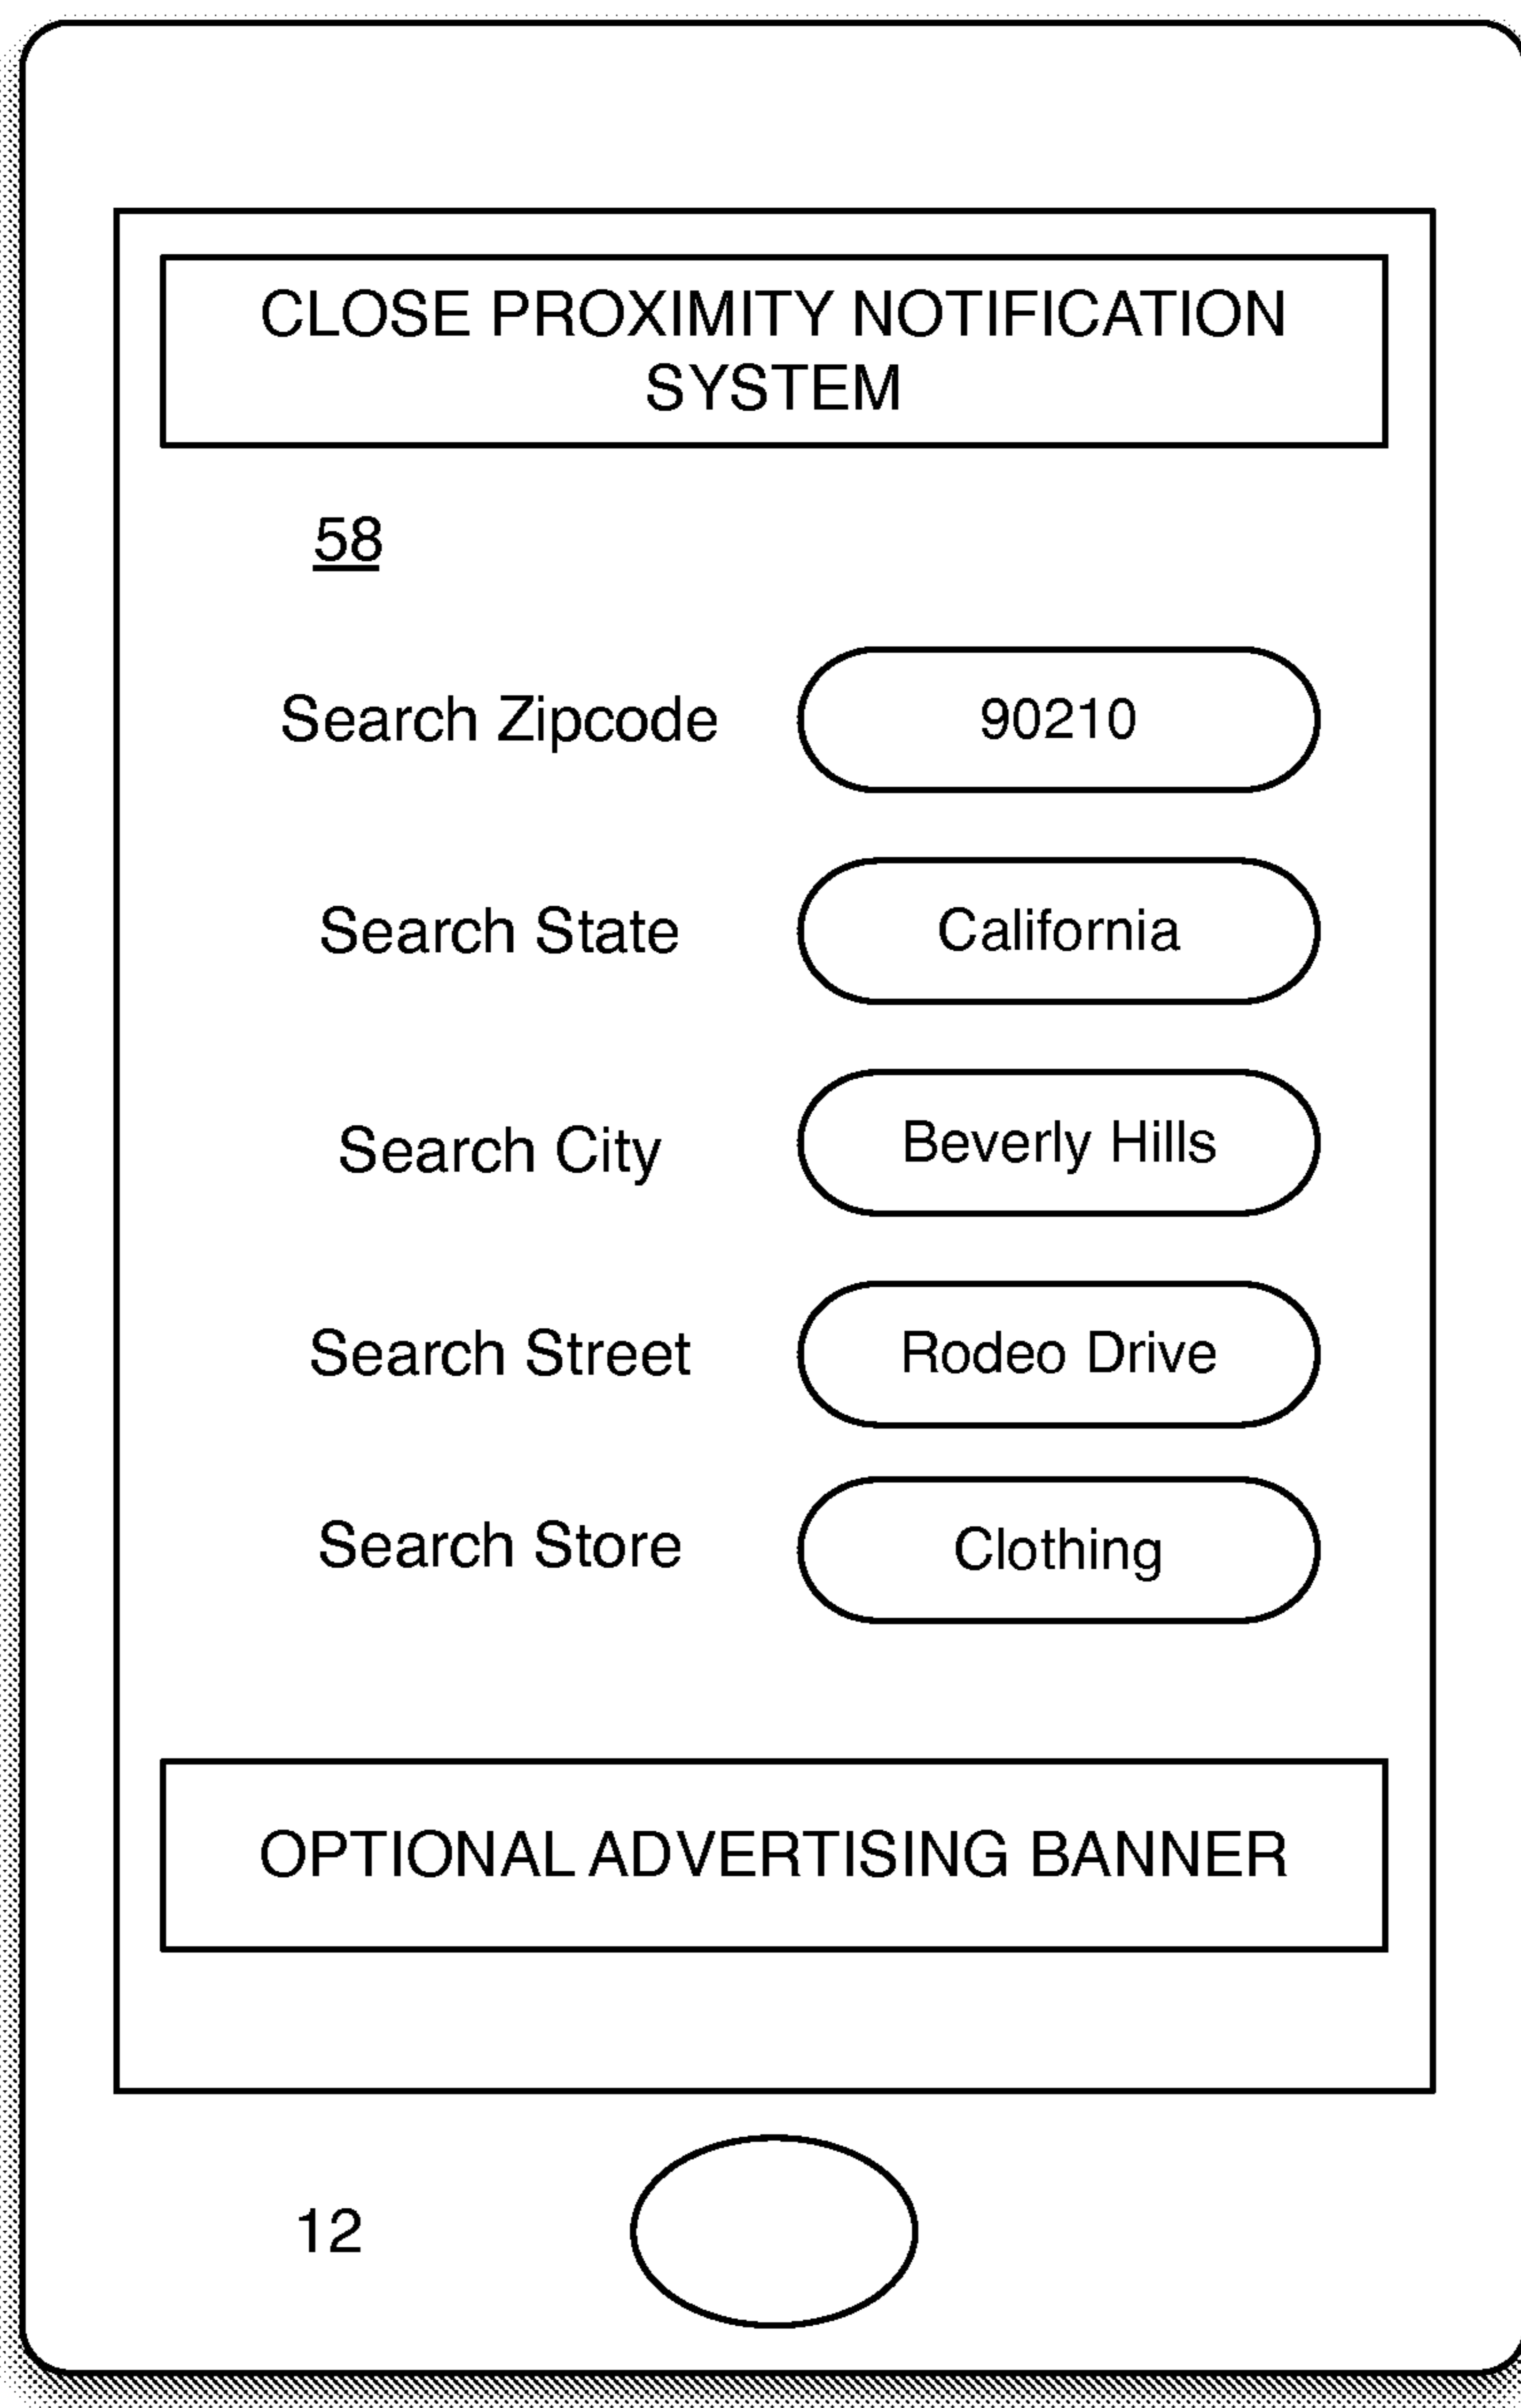 CLOSE PROXIMITY NOTIFICATION
SYSTEM
58
Search Zipcode 90210
Search State California
Search City Beverly Hills
Search Street Rodeo Drive
Search Store Clothing
OPTIONAL ADVERTISING BANNER
12